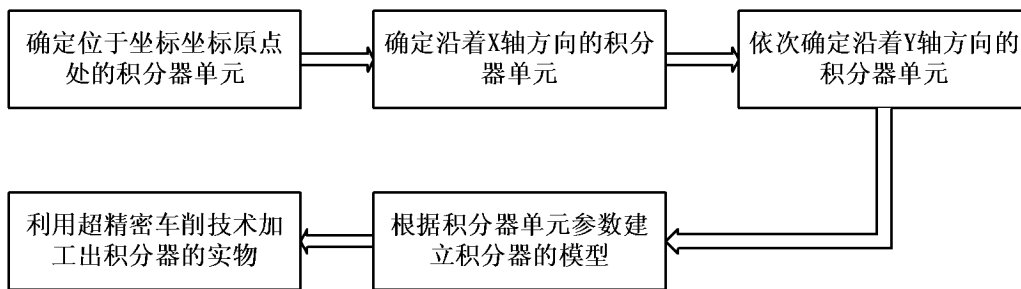 确定位于坐标坐标原点
处的积分器单元
确定沿着X轴方向的积分
器单元
依次确定沿着Y轴方向的
积分器单元
根据积分器单元参数建
立积分器的模型
利用超精密车削技术加
工出积分器的实物